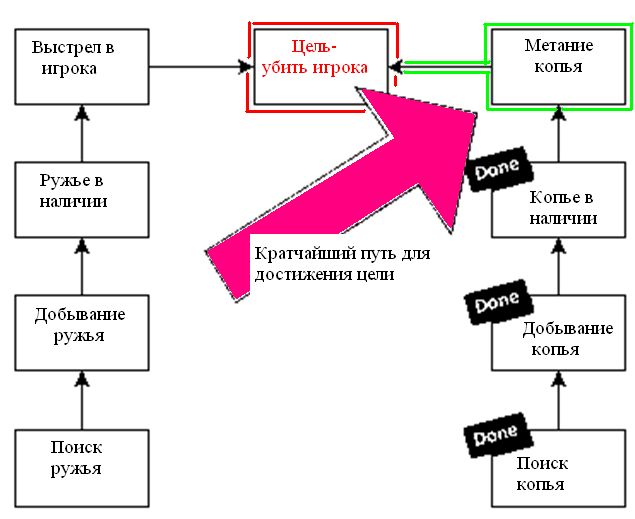 Выстрел в
игрока
Цель-
убить игрока
Метание
копья
Ружье в
наличии
Done
Копье в
наличии
Кратчайший путь для
достижения цели
Добывание
ружья
Done
Добывание
копья
Поиск
ружья
Done
Поиск
копья